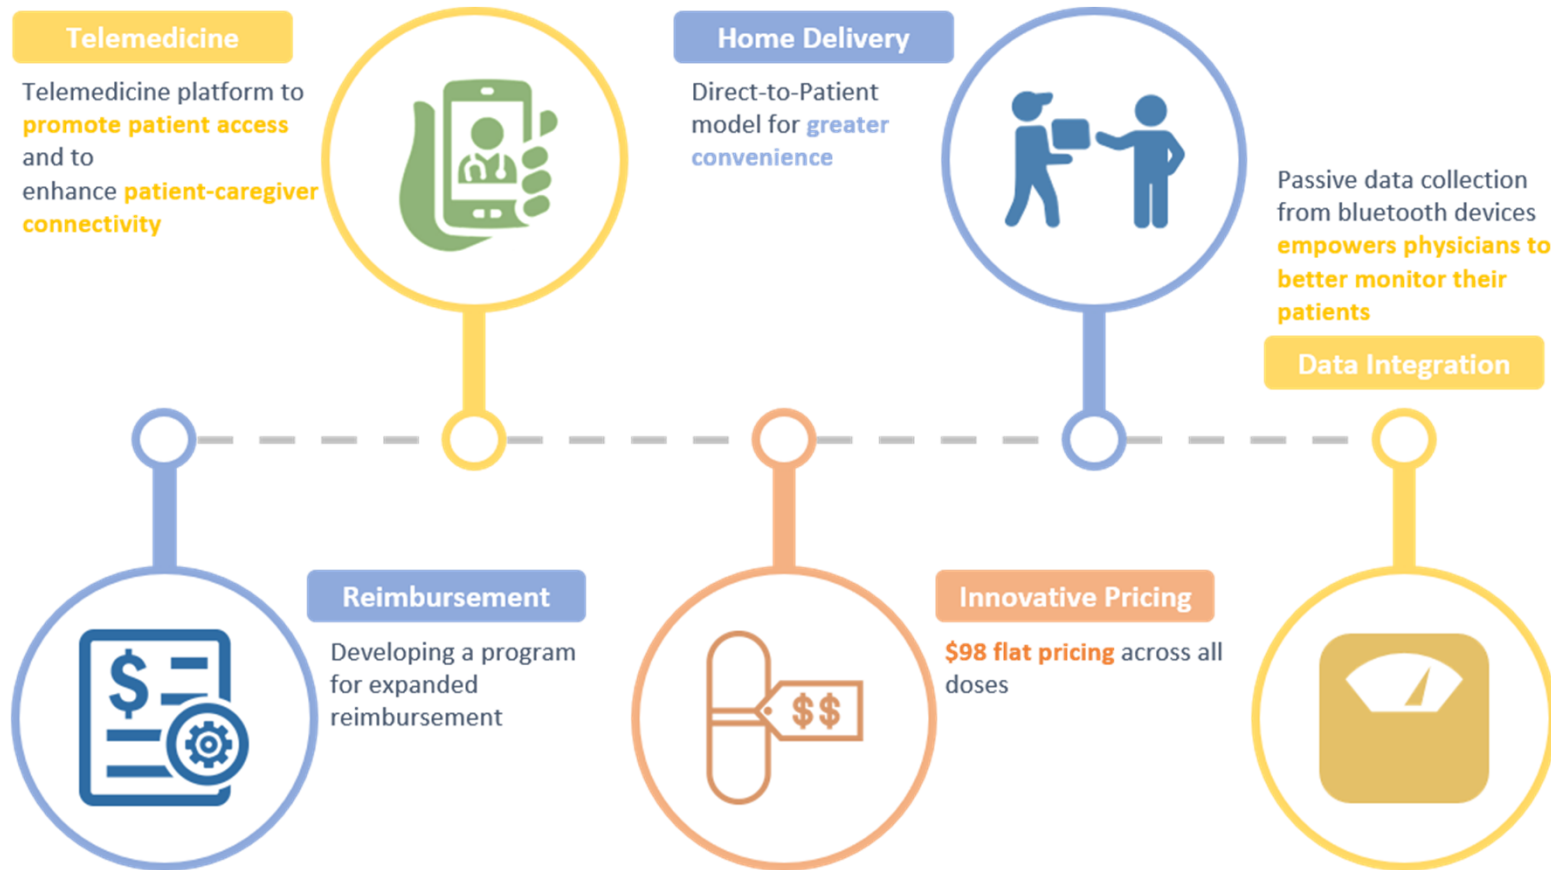 Telemedicine
Telemedicine platform to
promote patient access
and to
enhance patient-caregiver
connectivity
Home Delivery
Direct-to-Patient
model for greater
convenience
Passive data collection
from bluetooth devices
empowers physicians to
better monitor their
patients
Data Integration
Reimbursement
Developing a program
for expanded
reimbursement
$
$$
Innovative Pricing
$98 flat pricing across all
doses